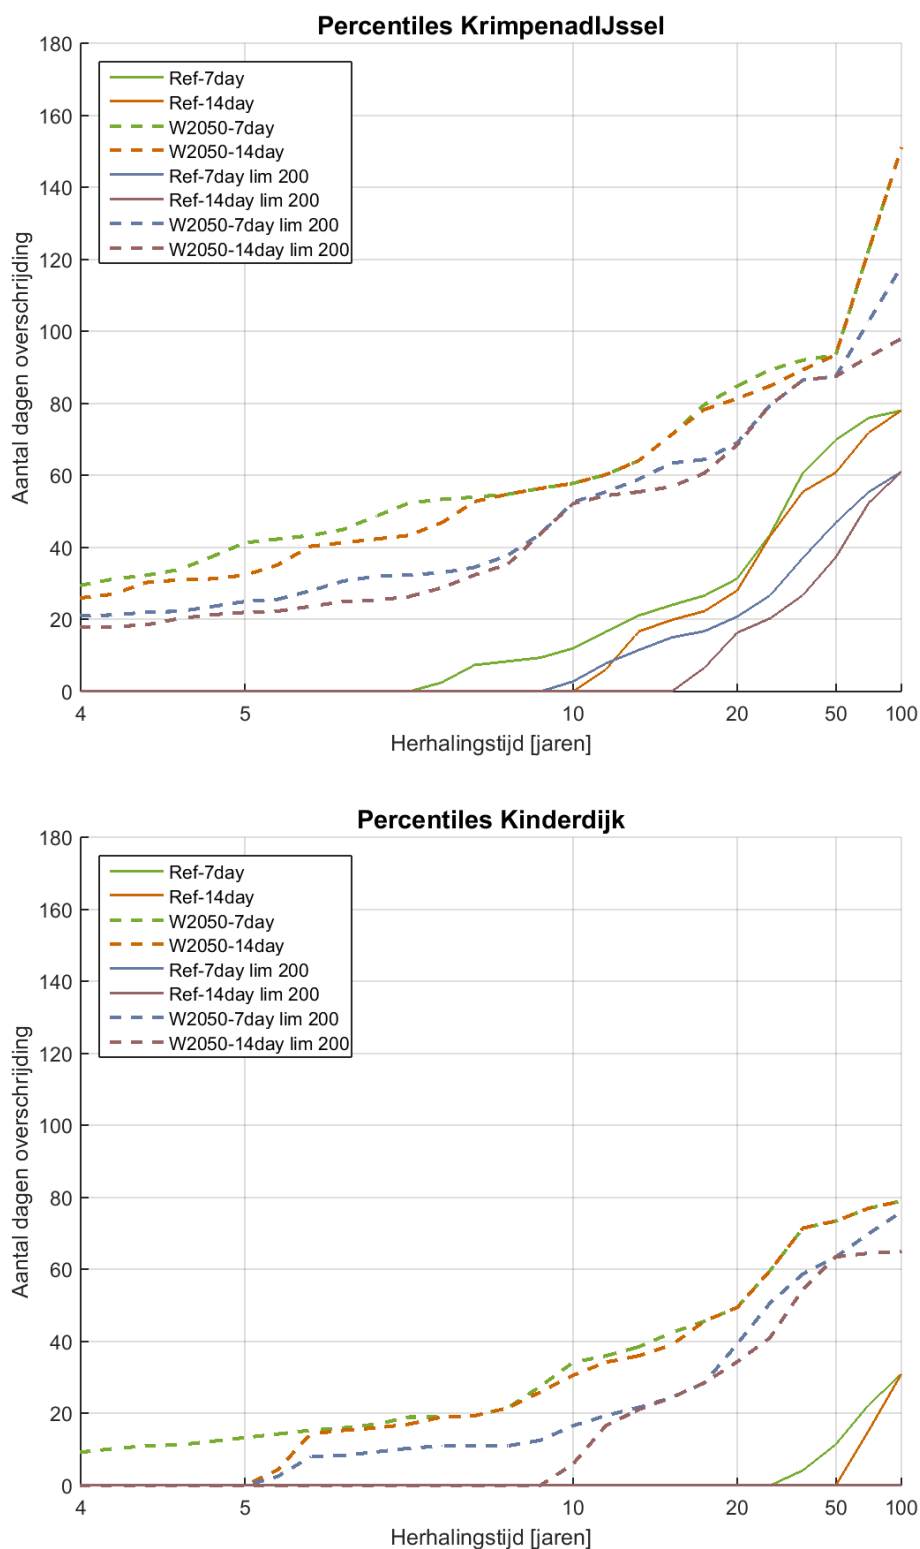 Percentiles KrimpenadIJssel
180
160
140
120
100
80
60
40
20
0
Aantal dagen overschrijding
Ref-7day
Ref-14day
W2050-7day
W2050-14day
Ref-7day lim 200
Ref-14day lim 200
W2050-7day lim 200
W2050-14day lim 200
4 5 10 20 50 100
Herhalingstijd [jaren]
Percentiles Kinderdijk
180
160
140
120
100
80
60
40
20
0
Aantal dagen overschrijding
Ref-7day
Ref-14day
W2050-7day
W2050-14day
Ref-7day lim 200
Ref-14day lim 200
W2050-7day lim 200
W2050-14day lim 200
4 5 10 20 50 100
Herhalingstijd [jaren]